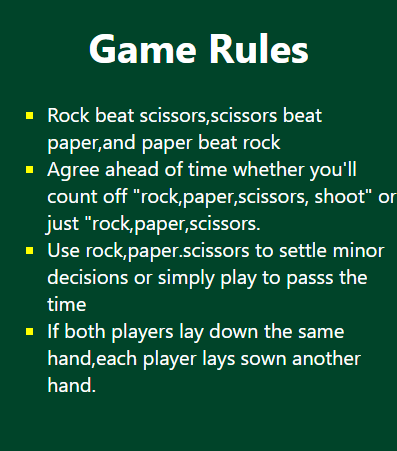 Game Rules
Rock beat scissors,scissors beat
paper,and paper beat rock
Agree ahead of time whether you'll
count off "rock,paper,scissors, shoot" or
just "rock,paper,scissors.
Use rock,paper.scissors to settle minor
decisions or simply play to passs the
time
If both players lay down the same
hand,each player lays sown another
hand.